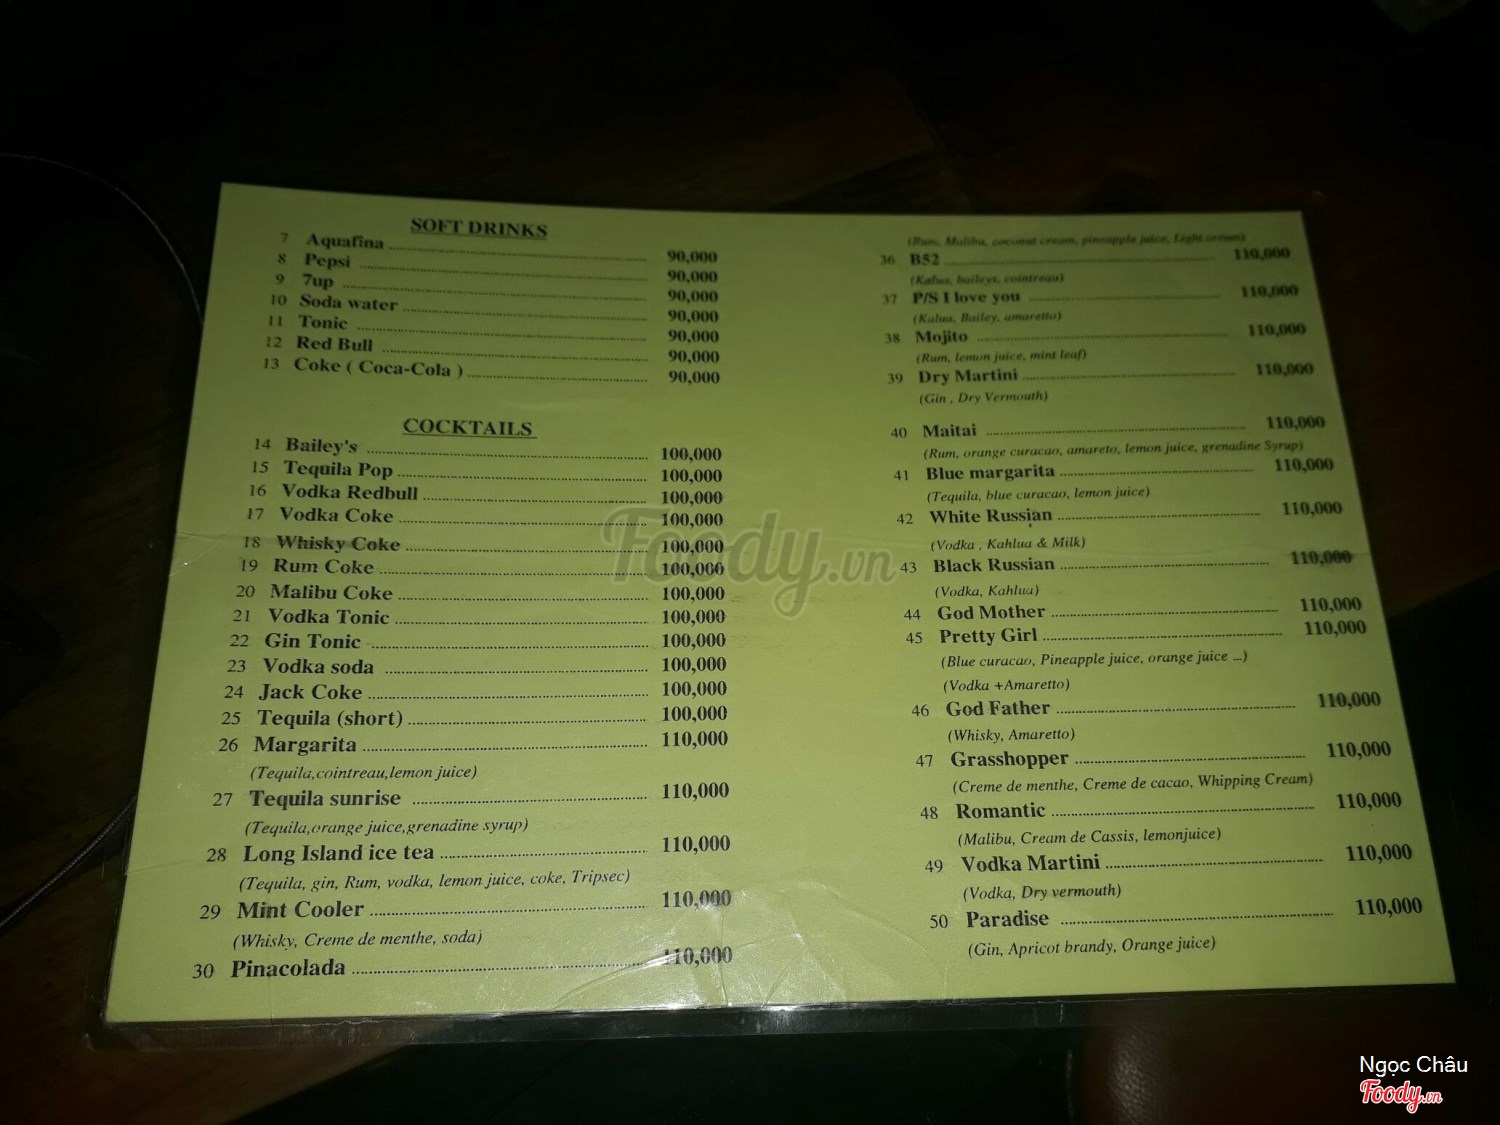 SOFT DRINKS
7 Aquafina 90,000
8 Pepsi 90,000
9 7up 90,000
10 Soda water 90,000
11 Tonic 90,000
12 Red Bull 90,000
13 Coke ( Coca-Cola ) 90,000
COCKTAILS
14 Bailey's 100,000
15 Tequila Pop 100,000
16 Vodka Redbull 100,000
17 Vodka Coke 100,000
18 Whisky Coke 100,000
19 Rum Coke 100,000
20 Malibu Coke 100,000
21 Vodka Tonic 100,000
22 Gin Tonic 100,000
23 Vodka soda 100,000
24 Jack Coke 100,000
25 Tequila (short) 100,000
26 Margarita 110,000
(Tequila,cointreau,lemon juice)
27 Tequila sunrise 110,000
(Tequila,orange juice,grenadine syrup)
28 Long Island ice tea 110,000
(Tequila, gin, Rum, vodka, lemon juice, coke, Tripsec)
29 Mint Cooler 110,000
(Whisky, Creme de menthe, soda)
30 Pinacolada 110,000
(Rum, Malibu, coconut cream, pineapple juice, Light cream)
36 B52 110,000
(Kalua, baileys, cointreau)
37 P/S I love you 110,000
(Kalua, Bailey, amaretto)
38 Mojito 110,000
(Rum, lemon juice, mint leaf)
39 Dry Martini 110,000
(Gin , Dry Vermouth)
40 Maitai 110,000
(Rum, orange curacao, amareto, lemon juice, grenadine Syrup)
41 Blue margarita 110,000
(Tequila, blue curacao, lemon juice)
42 White Russian 110,000
(Vodka , Kahlua & Milk)
43 Black Russian 110,000
(Vodka, Kahlua)
44 God Mother 110,000
45 Pretty Girl 110,000
(Blue curacao, Pineapple juice, orange juice ...)
(Vodka +Amaretto)
46 God Father 110,000
(Whisky, Amaretto)
47 Grasshopper 110,000
(Creme de menthe, Creme de cacao, Whipping Cream)
48 Romantic 110,000
(Malibu, Cream de Cassis, lemonjuice)
49 Vodka Martini 110,000
(Vodka, Dry vermouth)
50 Paradise 110,000
(Gin, Apricot brandy, Orange juice)
Foody.vn
Ngọc Châu
Foody.vn